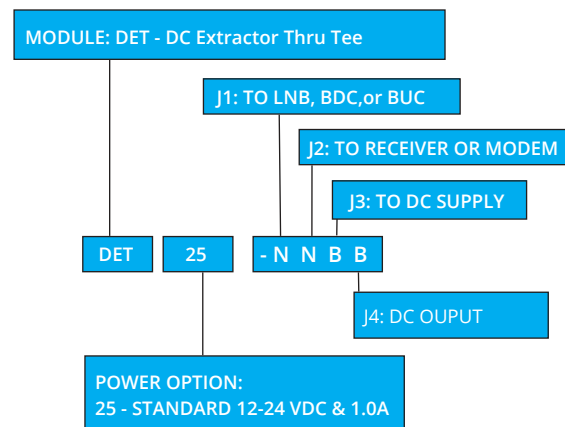 MODULE: DET - DC Extractor Thru Tee
J1: TO LNB, BDC,or BUC
J2: TO RECEIVER OR MODEM
J3: TO DC SUPPLY
DET
25
- N N B B
J4: DC OUPUT
POWER OPTION:
25 - STANDARD 12-24 VDC & 1.0A